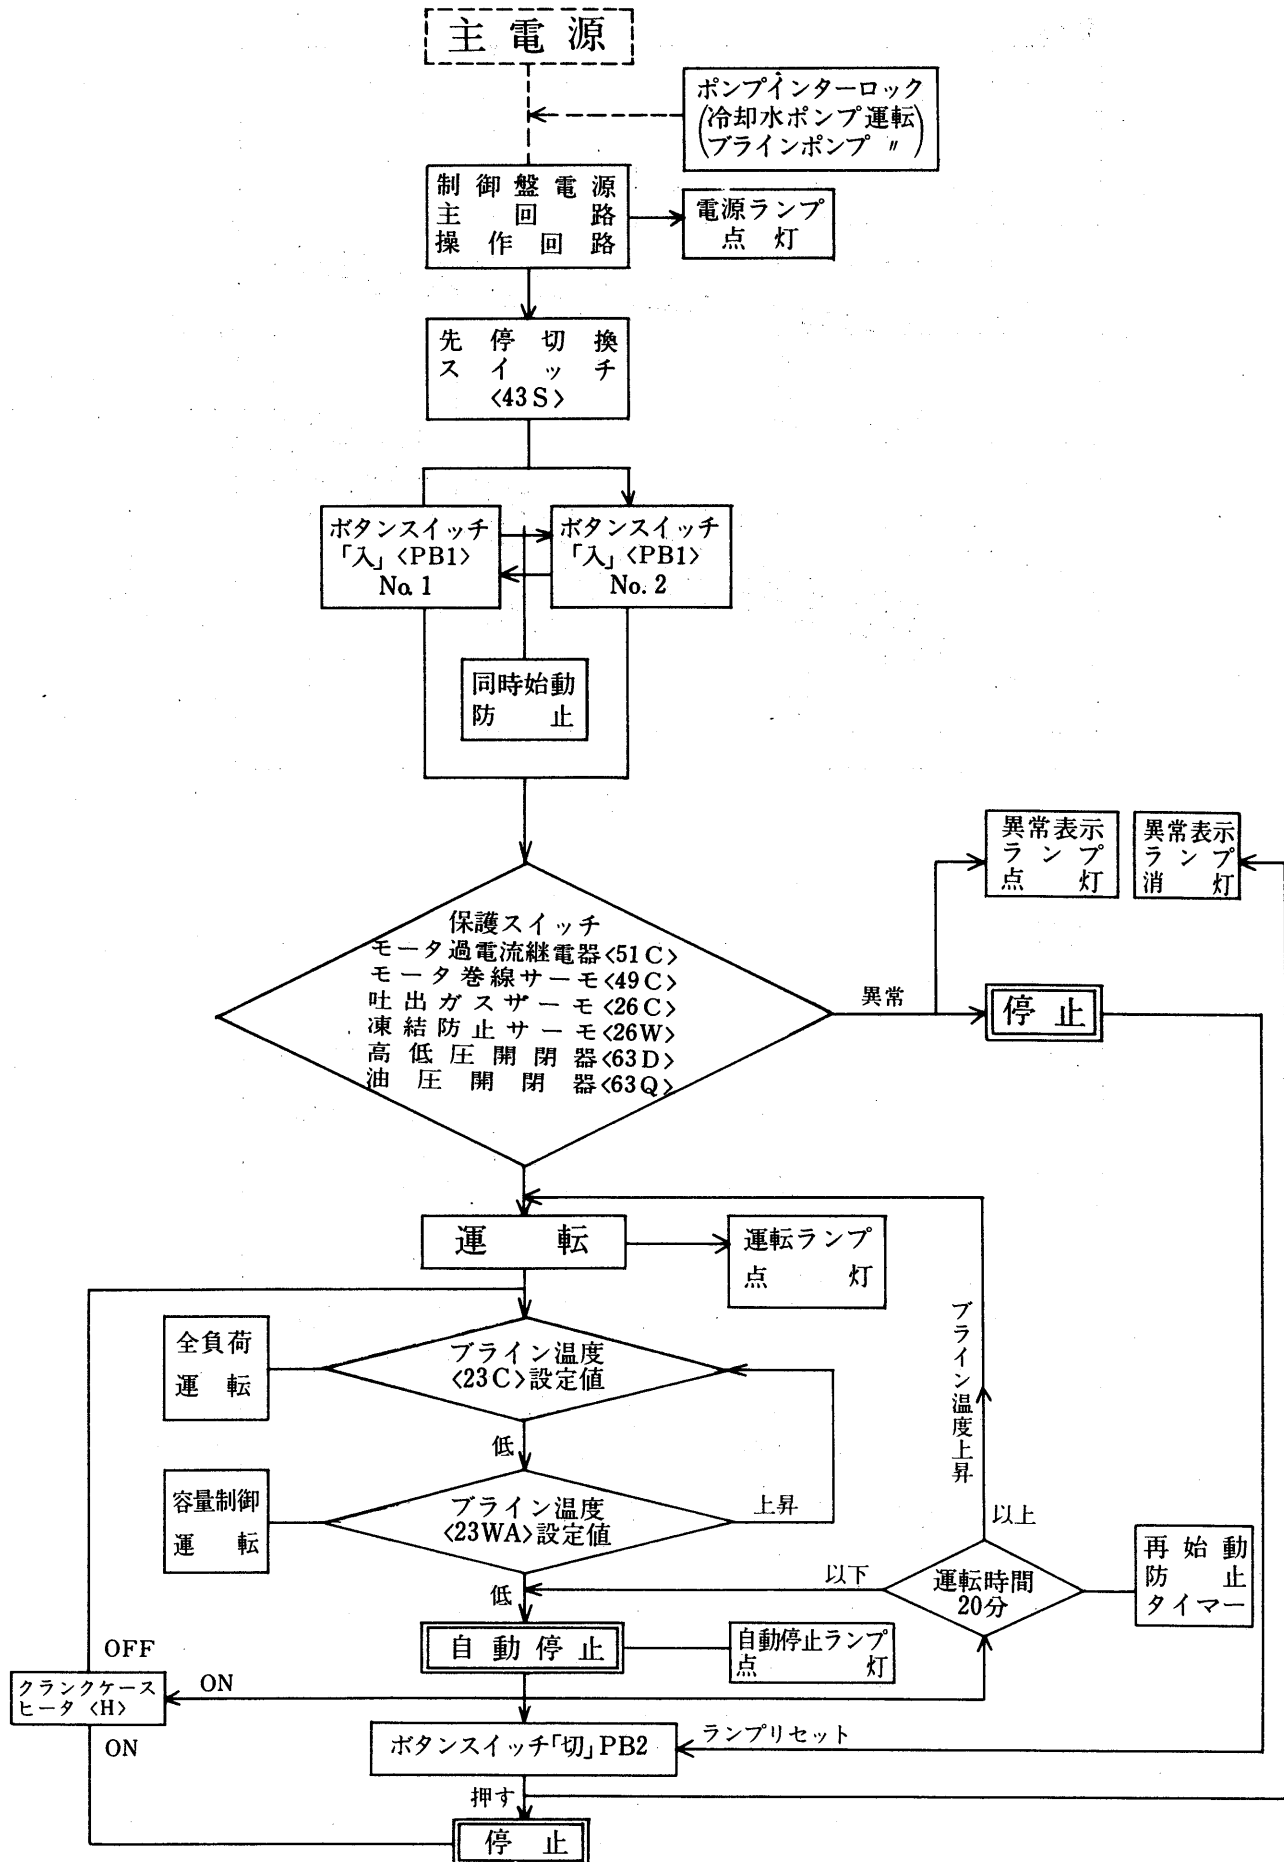 主電源
ポンプインターロック
(冷却水ポンプ運転)
(ブラインポンプ 〃)
制御盤電源
主回路
操作回路
電源ランプ
点灯
先停切換
スイッチ
〈43S〉
ボタンスイッチ
「入」〈PB1〉
No.1
ボタンスイッチ
「入」〈PB1〉
No.2
同時始動
防止
異常表示
ランプ
点灯
異常表示
ランプ
消灯
保護スイッチ
モータ過電流継電器〈51C〉
モータ巻線サーモ〈49C〉
吐出ガスザーモ〈26C〉
凍結防止サーモ〈26W〉
高低圧開閉器〈63D〉
油圧開閉器〈63Q〉
異常
停止
運転
運転ランプ
点灯
全負荷
運転
ブライン温度
〈23C〉設定値
ブライン温度上昇
低
容量制御
運転
ブライン温度
〈23WA〉設定値
上昇
以上
運転時間
20分
再始動
防止
タイマー
以下
低
自動停止
自動停止ランプ
点灯
OFF
クランクケース
ヒータ〈H〉
ON
ON
ボタンスイッチ「切」PB2
ランプリセット
押す
停止